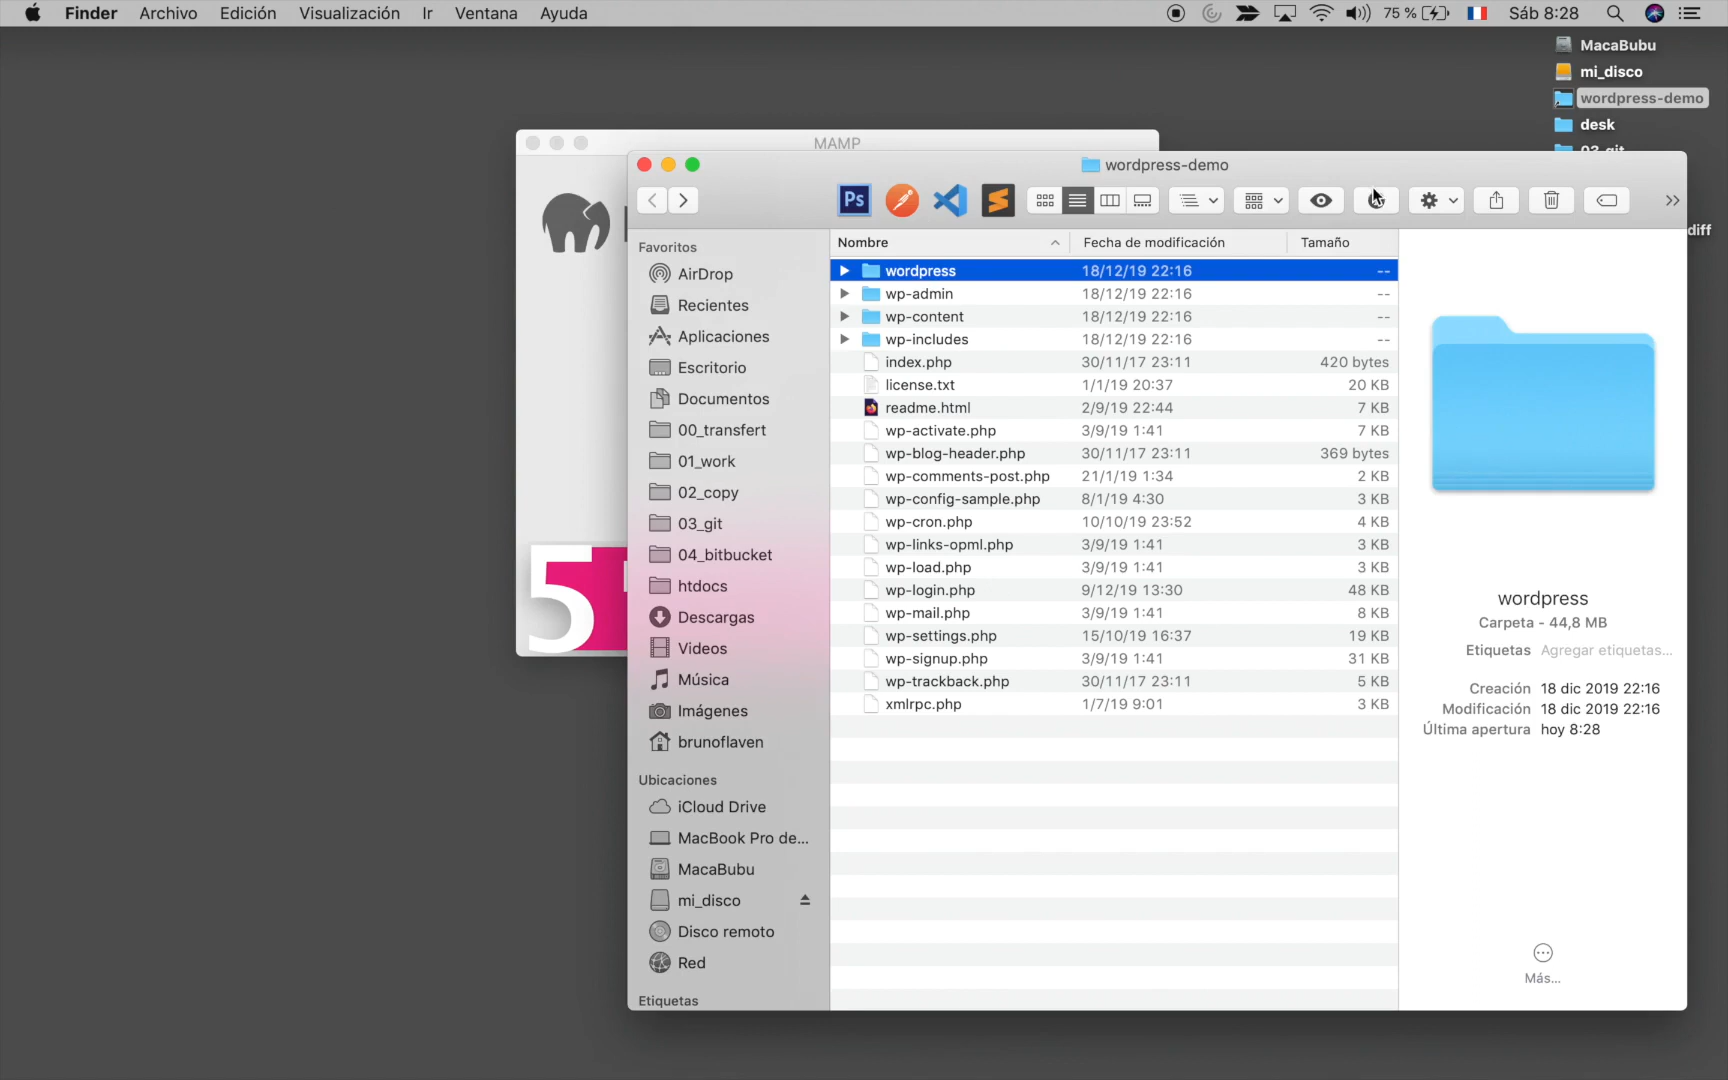 Finder Archivo Edición Visualización Ir Ventana Ayuda 75 % Sáb 8:28
MacaBubu
mi_disco
wordpress-demo
desk
diff
MAMP
5
wordpress-demo
Ps
Favoritos
AirDrop
Recientes
Aplicaciones
Escritorio
Documentos
00_transfert
01_work
02_copy
03_git
04_bitbucket
htdocs
Descargas
Videos
Música
Imágenes
brunoflaven
Ubicaciones
iCloud Drive
MacBook Pro de...
MacaBubu
mi_disco
Disco remoto
Red
Etiquetas
Nombre Fecha de modificación Tamaño
wordpress 18/12/19 22:16 --
wp-admin 18/12/19 22:16 --
wp-content 18/12/19 22:16 --
wp-includes 18/12/19 22:16 --
index.php 30/11/17 23:11 420 bytes
license.txt 1/1/19 20:37 20 KB
readme.html 2/9/19 22:44 7 KB
wp-activate.php 3/9/19 1:41 7 KB
wp-blog-header.php 30/11/17 23:11 369 bytes
wp-comments-post.php 21/1/19 1:34 2 KB
wp-config-sample.php 8/1/19 4:30 3 KB
wp-cron.php 10/10/19 23:52 4 KB
wp-links-opml.php 3/9/19 1:41 3 KB
wp-load.php 3/9/19 1:41 3 KB
wp-login.php 9/12/19 13:30 48 KB
wp-mail.php 3/9/19 1:41 8 KB
wp-settings.php 15/10/19 16:37 19 KB
wp-signup.php 3/9/19 1:41 31 KB
wp-trackback.php 30/11/17 23:11 5 KB
xmlrpc.php 1/7/19 9:01 3 KB
wordpress
Carpeta - 44,8 MB
Etiquetas Agregar etiquetas...
Creación 18 dic 2019 22:16
Modificación 18 dic 2019 22:16
Última apertura hoy 8:28
Más...